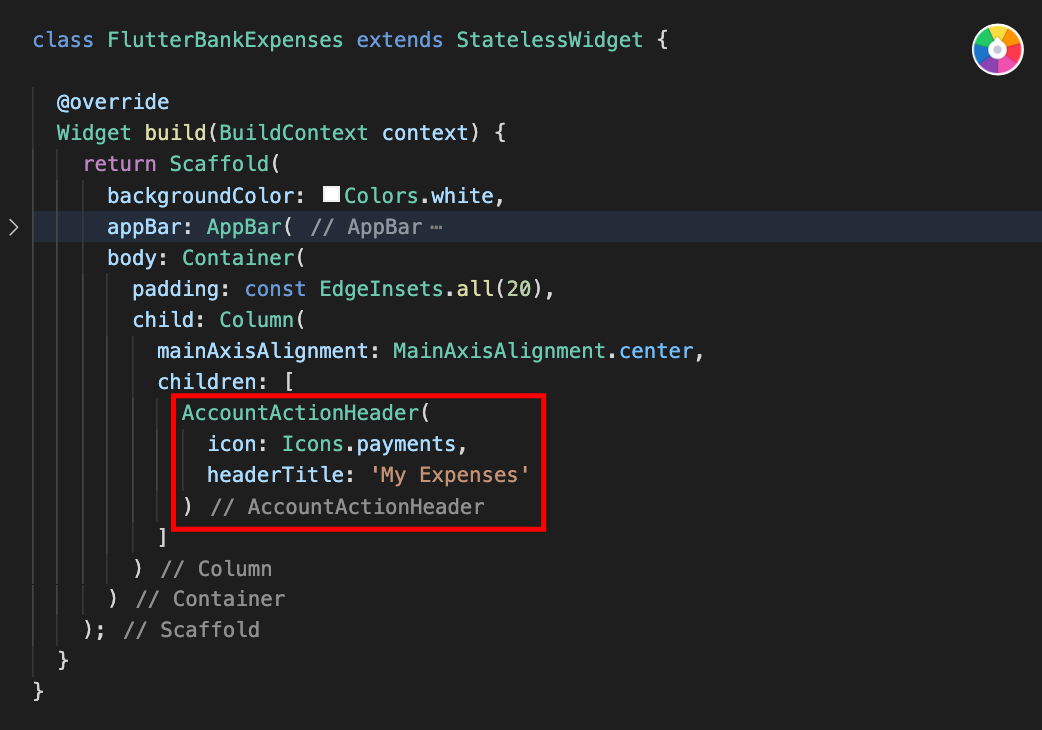 class FlutterBankExpenses extends StatelessWidget {
@override
Widget build(BuildContext context) {
return Scaffold(
backgroundColor: Colors.white,
appBar: AppBar( // AppBar ⋯
body: Container(
padding: const EdgeInsets.all(20),
child: Column(
mainAxisAlignment: MainAxisAlignment.center,
children: [
AccountActionHeader(
icon: Icons.payments,
headerTitle: 'My Expenses'
) // AccountActionHeader
]
) // Column
) // Container
); // Scaffold
}
}